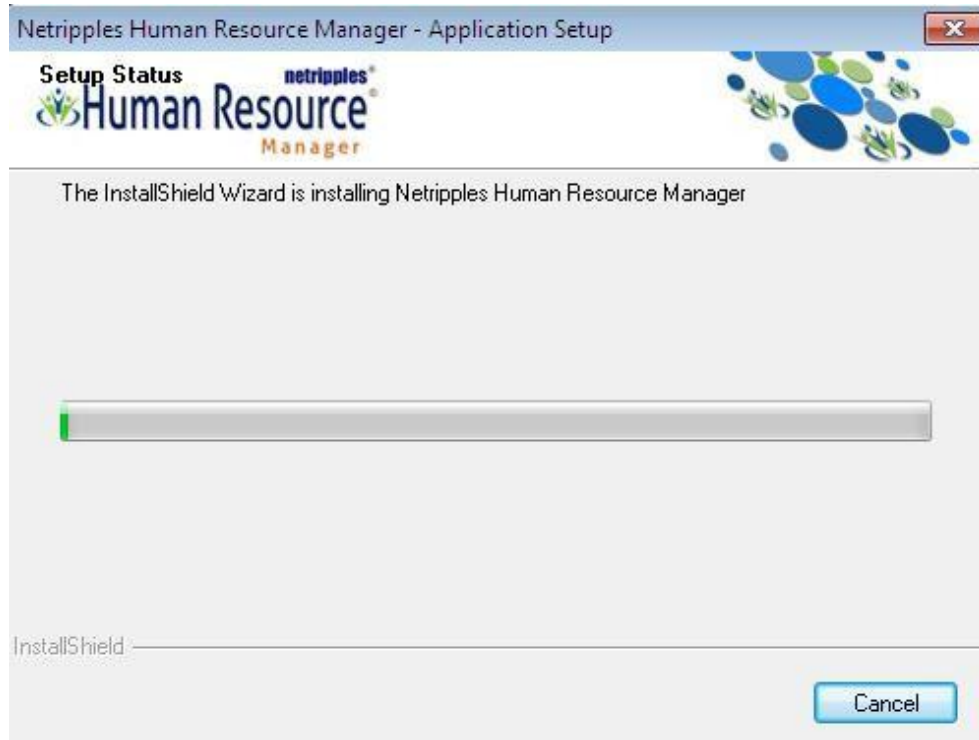 Netripples Human Resource Manager - Application Setup
Setup Status
netripples®
Human Resource®
Manager
The InstallShield Wizard is installing Netripples Human Resource Manager
InstallShield
Cancel